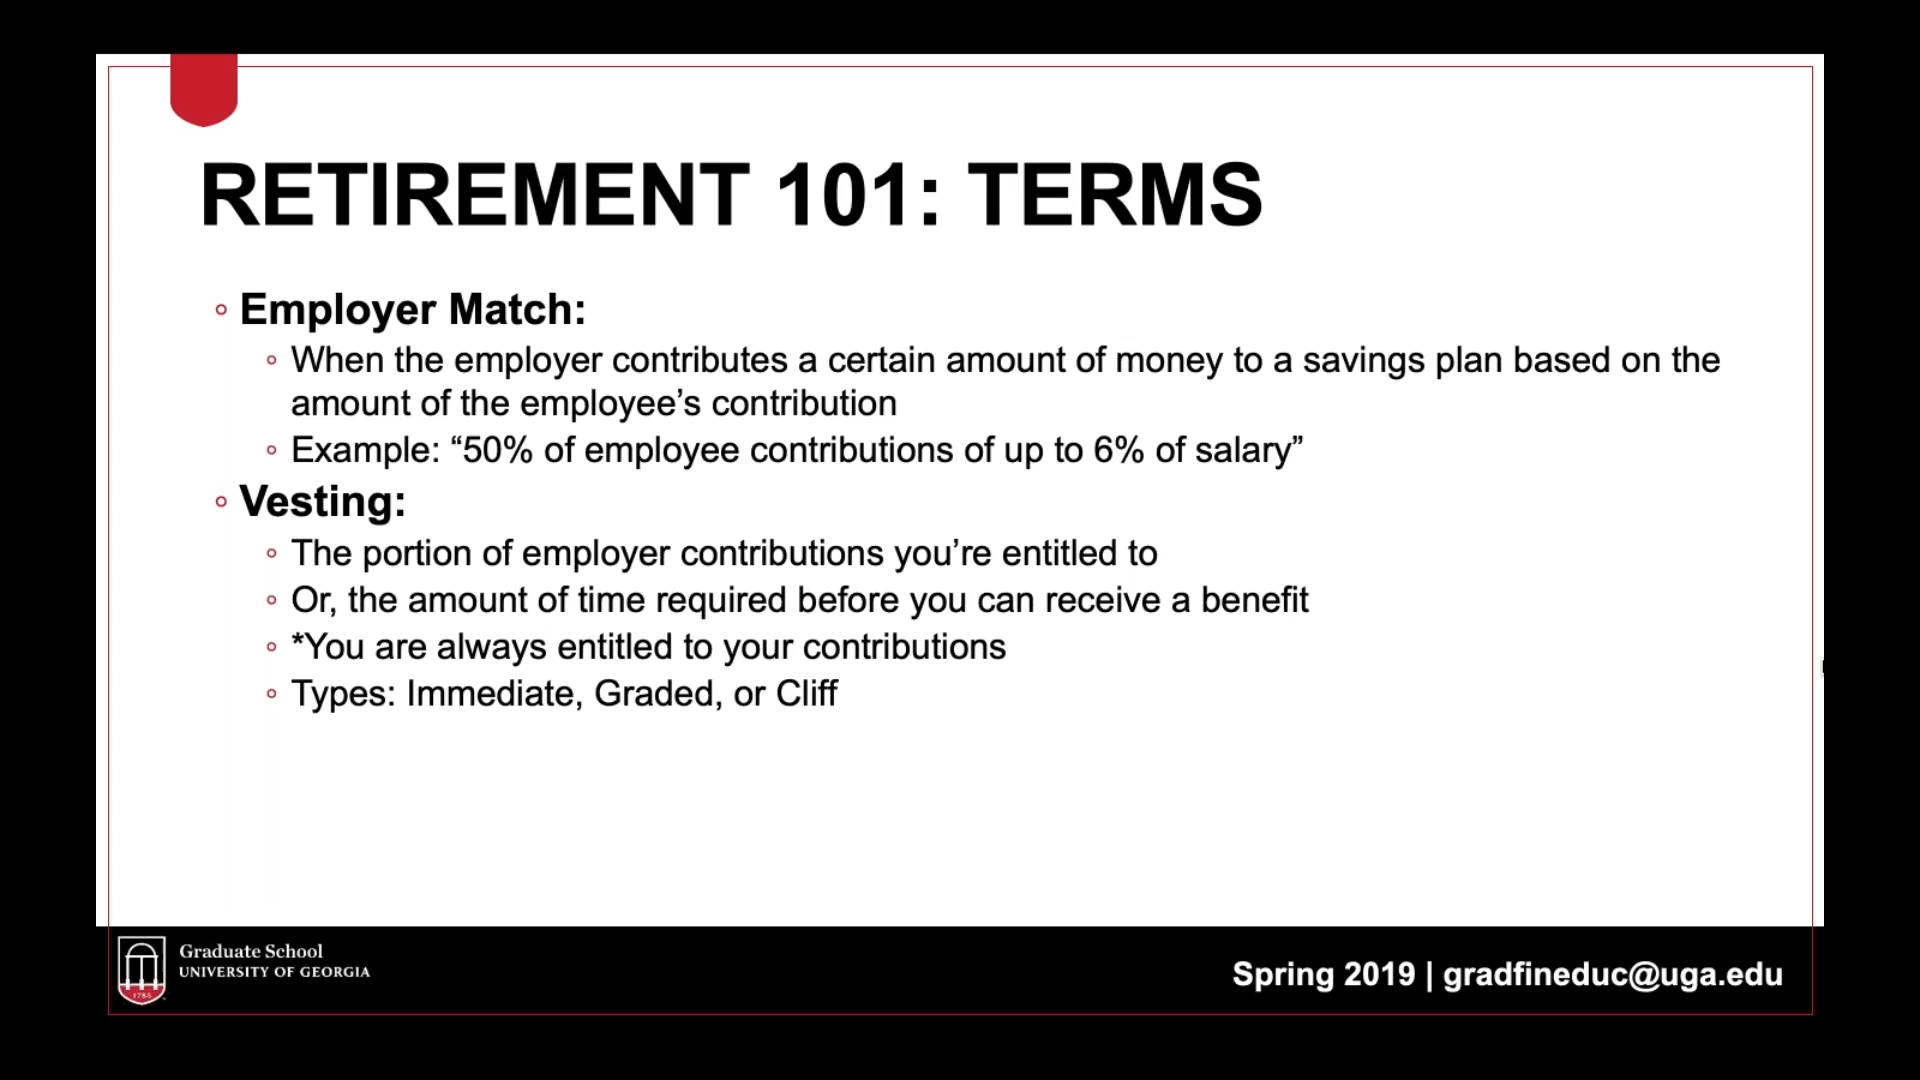 RETIREMENT 101: TERMS
◦ Employer Match:
◦ When the employer contributes a certain amount of money to a savings plan based on the
amount of the employee’s contribution
◦ Example: “50% of employee contributions of up to 6% of salary”
◦ Vesting:
◦ The portion of employer contributions you’re entitled to
◦ Or, the amount of time required before you can receive a benefit
◦ *You are always entitled to your contributions
◦ Types: Immediate, Graded, or Cliff
Graduate School
UNIVERSITY OF GEORGIA
1785
Spring 2019 | gradfineduc@uga.edu